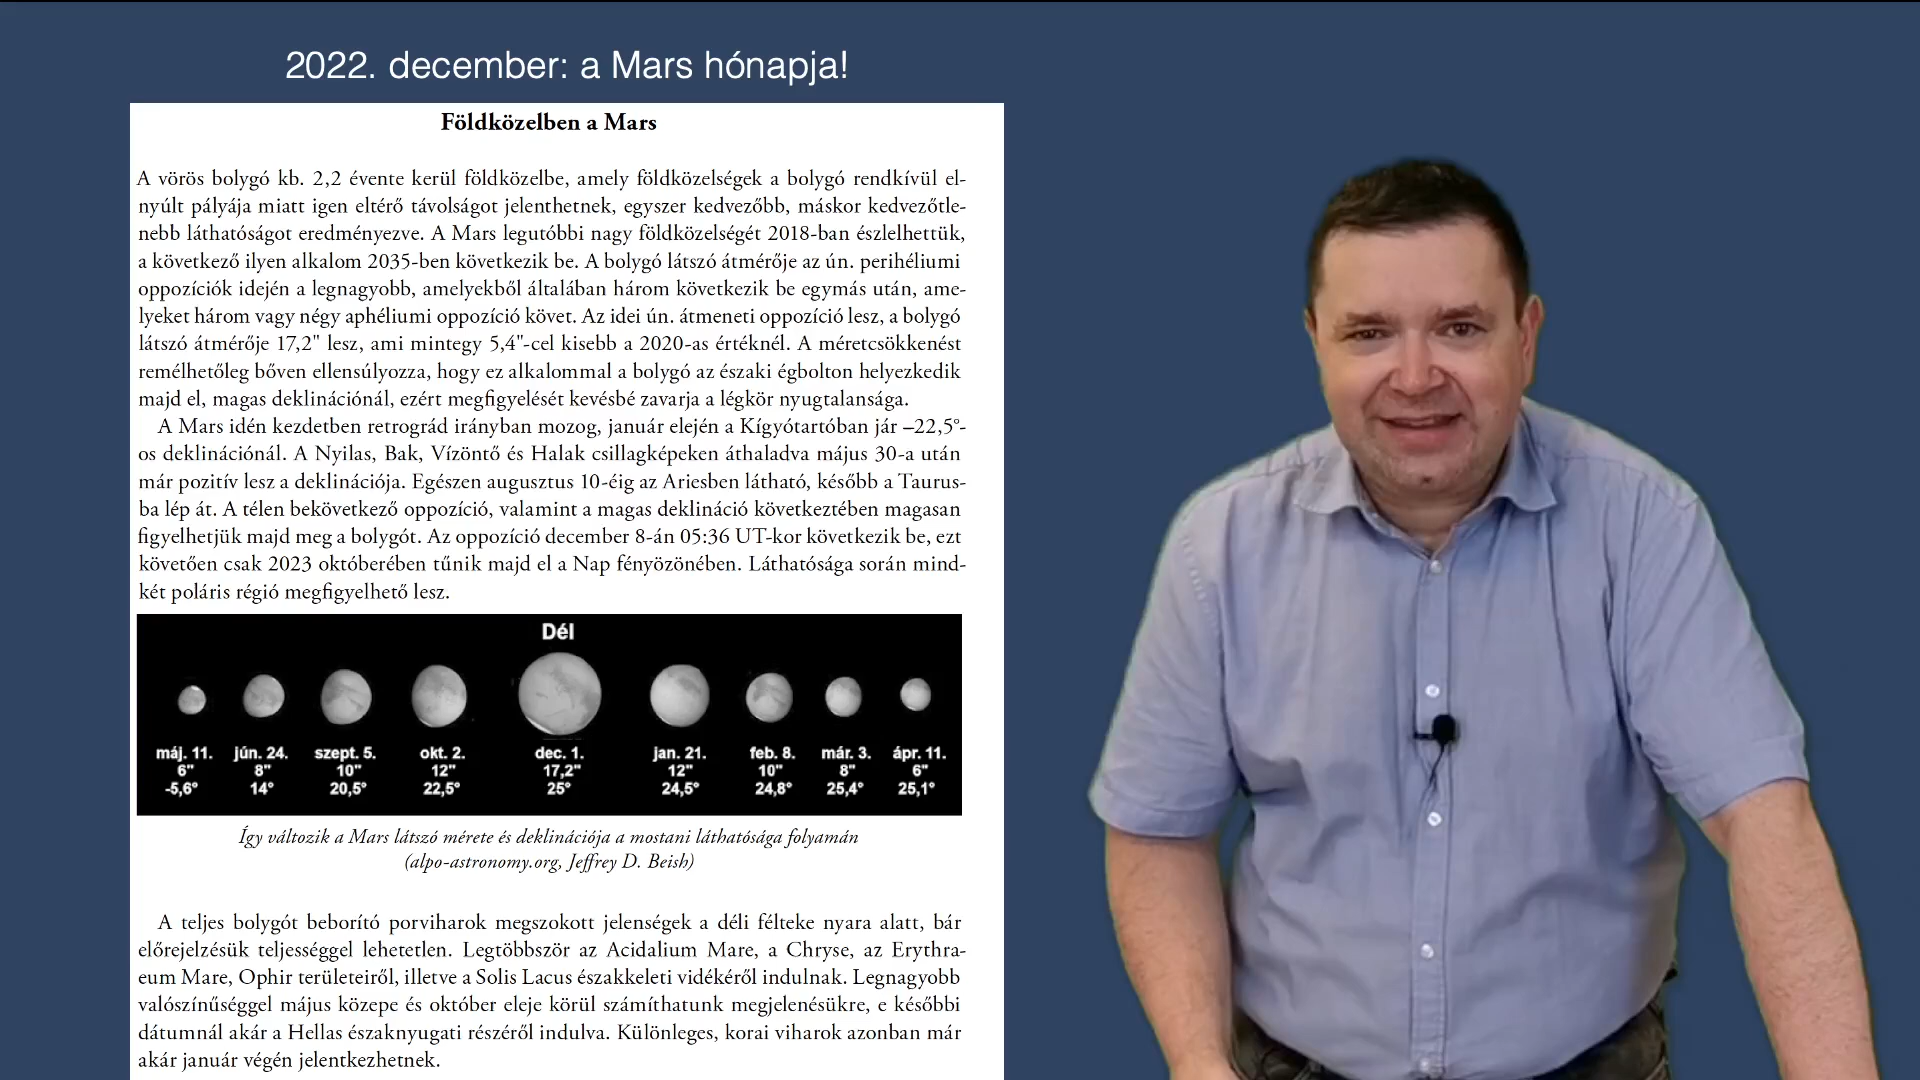 2022. december: a Mars hónapja!
Földközelben a Mars
A vörös bolygó kb. 2,2 évente kerül földközelbe, amely földközelségek a bolygó rendkívül el-
nyúlt pályája miatt igen eltérő távolságot jelenthetnek, egyszer kedvezőbb, máskor kedvezőtle-
nebb láthatóságot eredményezve. A Mars legutóbbi nagy földközelségét 2018-ban észlelhettük,
a következő ilyen alkalom 2035-ben következik be. A bolygó látszó átmérője az ún. perihéliumi
oppozíciók idején a legnagyobb, amelyekből általában három következik be egymás után, ame-
lyeket három vagy négy aphéliumi oppozíció követ. Az idei ún. átmeneti oppozíció lesz, a bolygó
látszó átmérője 17,2" lesz, ami mintegy 5,4"-cel kisebb a 2020-as értéknél. A méretcsökkenést
remélhetőleg bőven ellensúlyozza, hogy ez alkalommal a bolygó az északi égbolton helyezkedik
majd el, magas deklinációnál, ezért megfigyelését kevésbé zavarja a légkör nyugtalansága.
A Mars idén kezdetben retrográd irányban mozog, január elején a Kígyótartóban jár –22,5°-
os deklinációnál. A Nyilas, Bak, Vízöntő és Halak csillagképeken áthaladva május 30-a után
már pozitív lesz a deklinációja. Egészen augusztus 10-éig az Ariesben látható, később a Taurus-
ba lép át. A télen bekövetkező oppozíció, valamint a magas deklináció következtében magasan
figyelhetjük majd meg a bolygót. Az oppozíció december 8-án 05:36 UT-kor következik be, ezt
követően csak 2023 októberében tűnik majd el a Nap fényözönében. Láthatósága során mind-
két poláris régió megfigyelhető lesz.
Dél
máj. 11. jún. 24. szept. 5. okt. 2. dec. 1. jan. 21. feb. 8. már. 3. ápr. 11.
6" 8" 10" 12" 17,2" 12" 10" 8" 6"
-5,6° 14° 20,5° 22,5° 25° 24,5° 24,8° 25,4° 25,1°
Így változik a Mars látszó mérete és deklinációja a mostani láthatósága folyamán
(alpo-astronomy.org, Jeffrey D. Beish)
A teljes bolygót beborító porviharok megszokott jelenségek a déli félteke nyara alatt, bár
előrejelzésük teljességgel lehetetlen. Legtöbbször az Acidalium Mare, a Chryse, az Erythra-
eum Mare, Ophir területeiről, illetve a Solis Lacus északkeleti vidékéről indulnak. Legnagyobb
valószínűséggel május közepe és október eleje körül számíthatunk megjelenésükre, e későbbi
dátumnál akár a Hellas északnyugati részéről indulva. Különleges, korai viharok azonban már
akár január végén jelentkezhetnek.